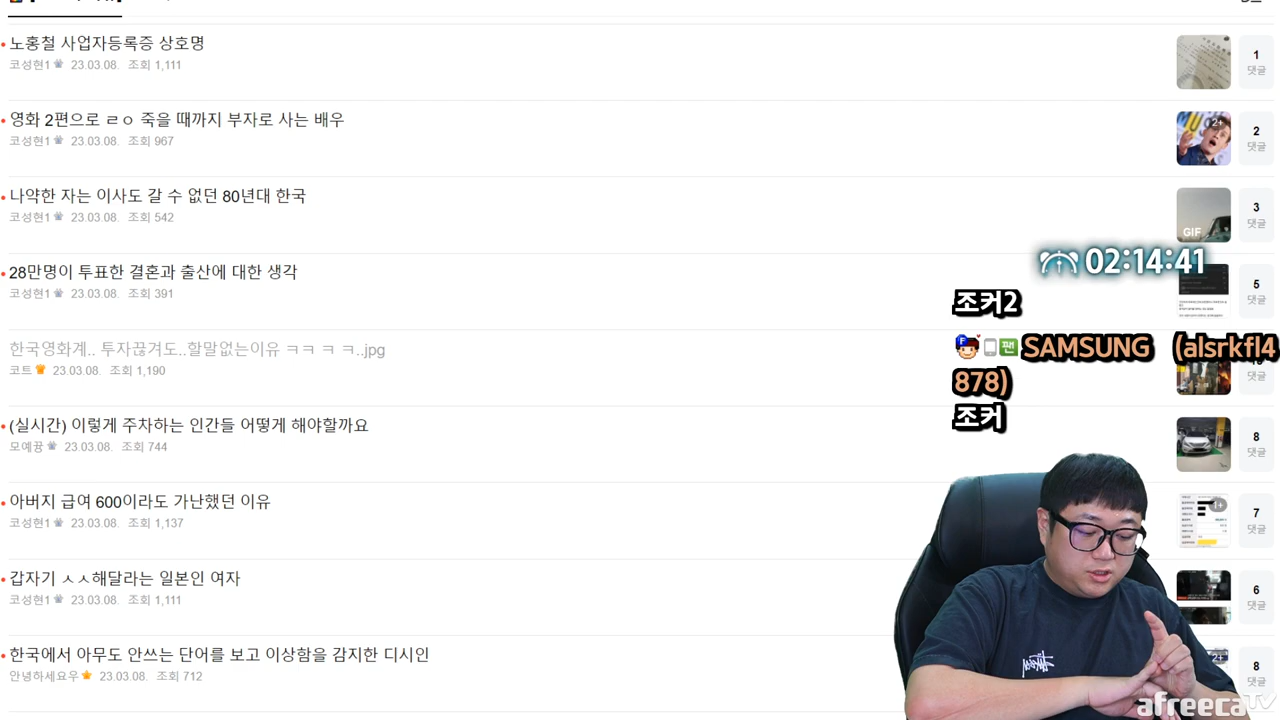 노홍철 사업자등록증 상호명
코성현1 23.03.08. 조회 1,111
1
댓글
영화 2편으로 ㄹㅇ 죽을 때까지 부자로 사는 배우
코성현1 23.03.08. 조회 967
2+
2
댓글
나약한 자는 이사도 갈 수 없던 80년대 한국
코성현1 23.03.08. 조회 542
GIF
3
댓글
02:14:41
28만명이 투표한 결혼과 출산에 대한 생각
코성현1 23.03.08. 조회 391
5
댓글
조커2
한국영화계.. 투자끊겨도..할말없는이유 ㅋㅋ ㅋ ㅋ..jpg
코트 23.03.08. 조회 1,190
댓글
F 팬 SAMSUNG (alsrkfl4
878)
조커
(실시간) 이렇게 주차하는 인간들 어떻게 해야할까요
모예뀽 23.03.08. 조회 744
8
댓글
아버지 급여 600이라도 가난했던 이유
코성현1 23.03.08. 조회 1,137
1+
7
댓글
갑자기 ㅅㅅ해달라는 일본인 여자
코성현1 23.03.08. 조회 1,111
6
댓글
한국에서 아무도 안쓰는 단어를 보고 이상함을 감지한 디시인
안녕하세요우 23.03.08. 조회 712
2+
8
댓글
afreecaTV